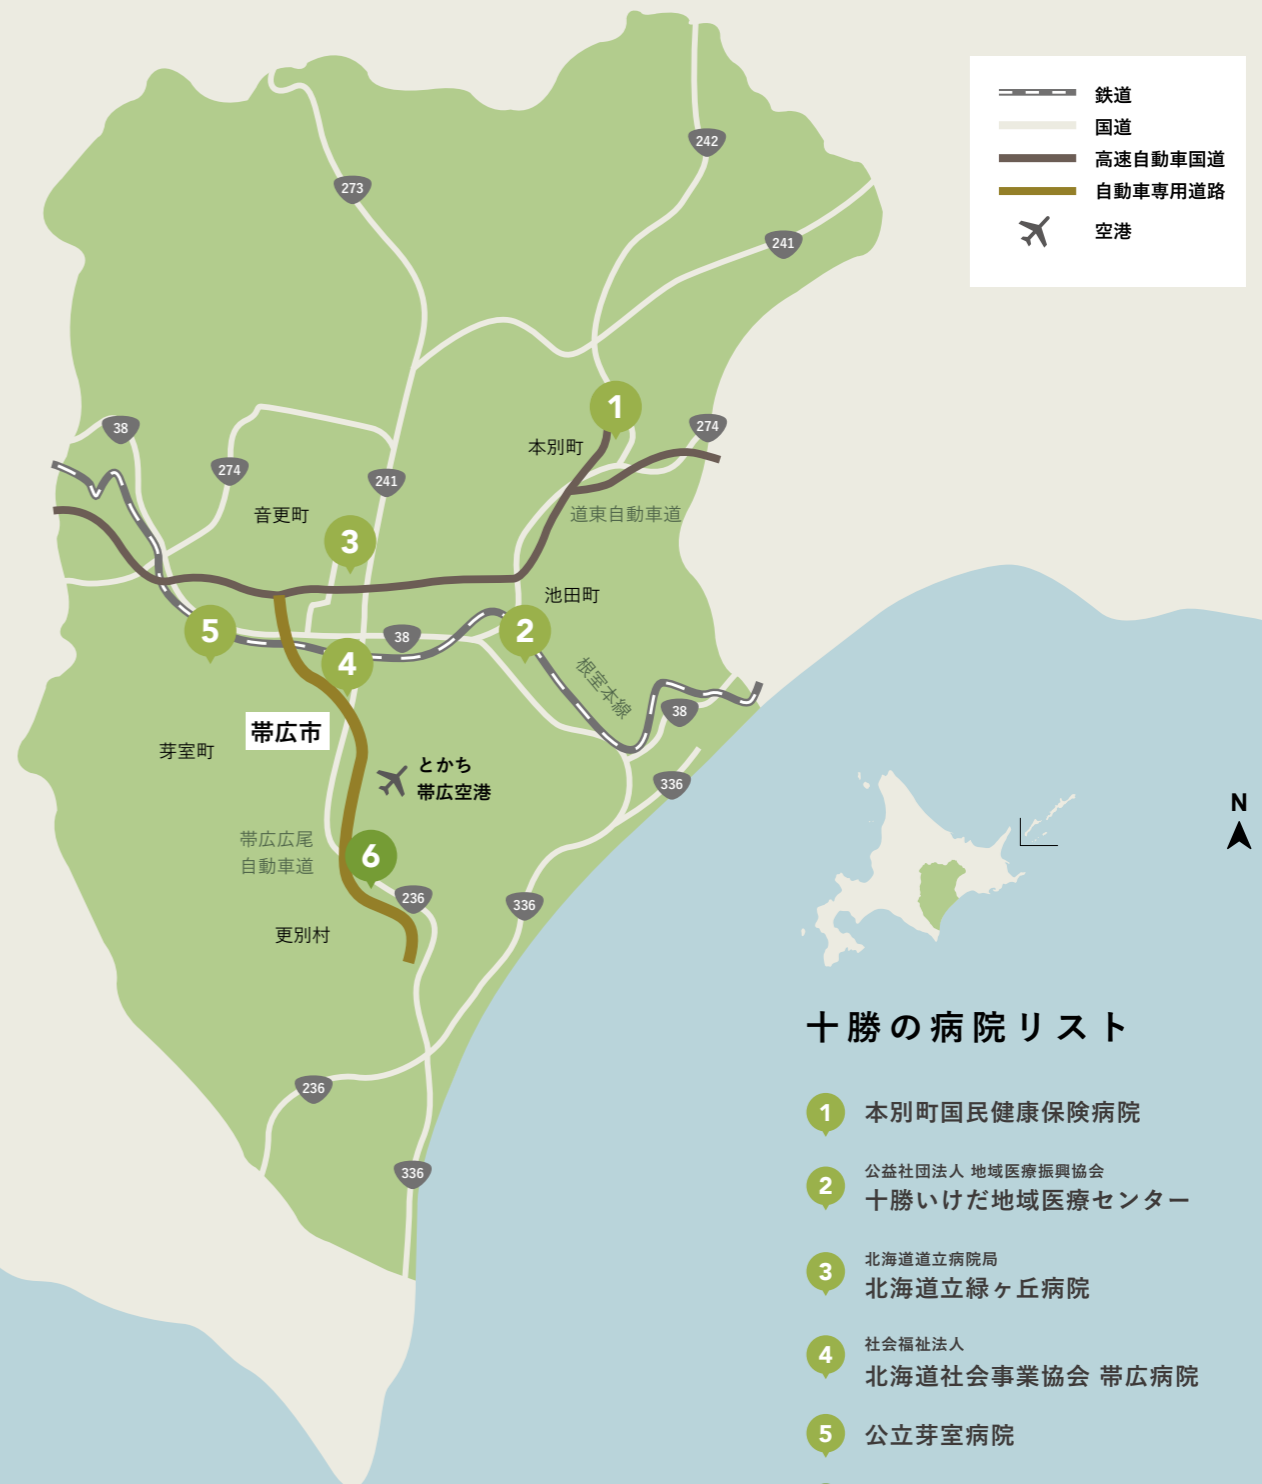 鉄道
国道
高速自動車国道
自動車専用道路
空港
242
273
241
38
274
241
274
1
本別町
道東自動車道
音更町
3
池田町
5
4
38
2
根室本線
38
帯広市
芽室町
とかち
帯広空港
336
帯広広尾
自動車道
6
236
336
更別村
236
336
N
十勝の病院リスト
1 本別町国民健康保険病院
公益社団法人 地域医療振興協会
2 十勝いけだ地域医療センター
北海道道立病院局
3 北海道立緑ヶ丘病院
社会福祉法人
4 北海道社会事業協会 帯広病院
5 公立芽室病院